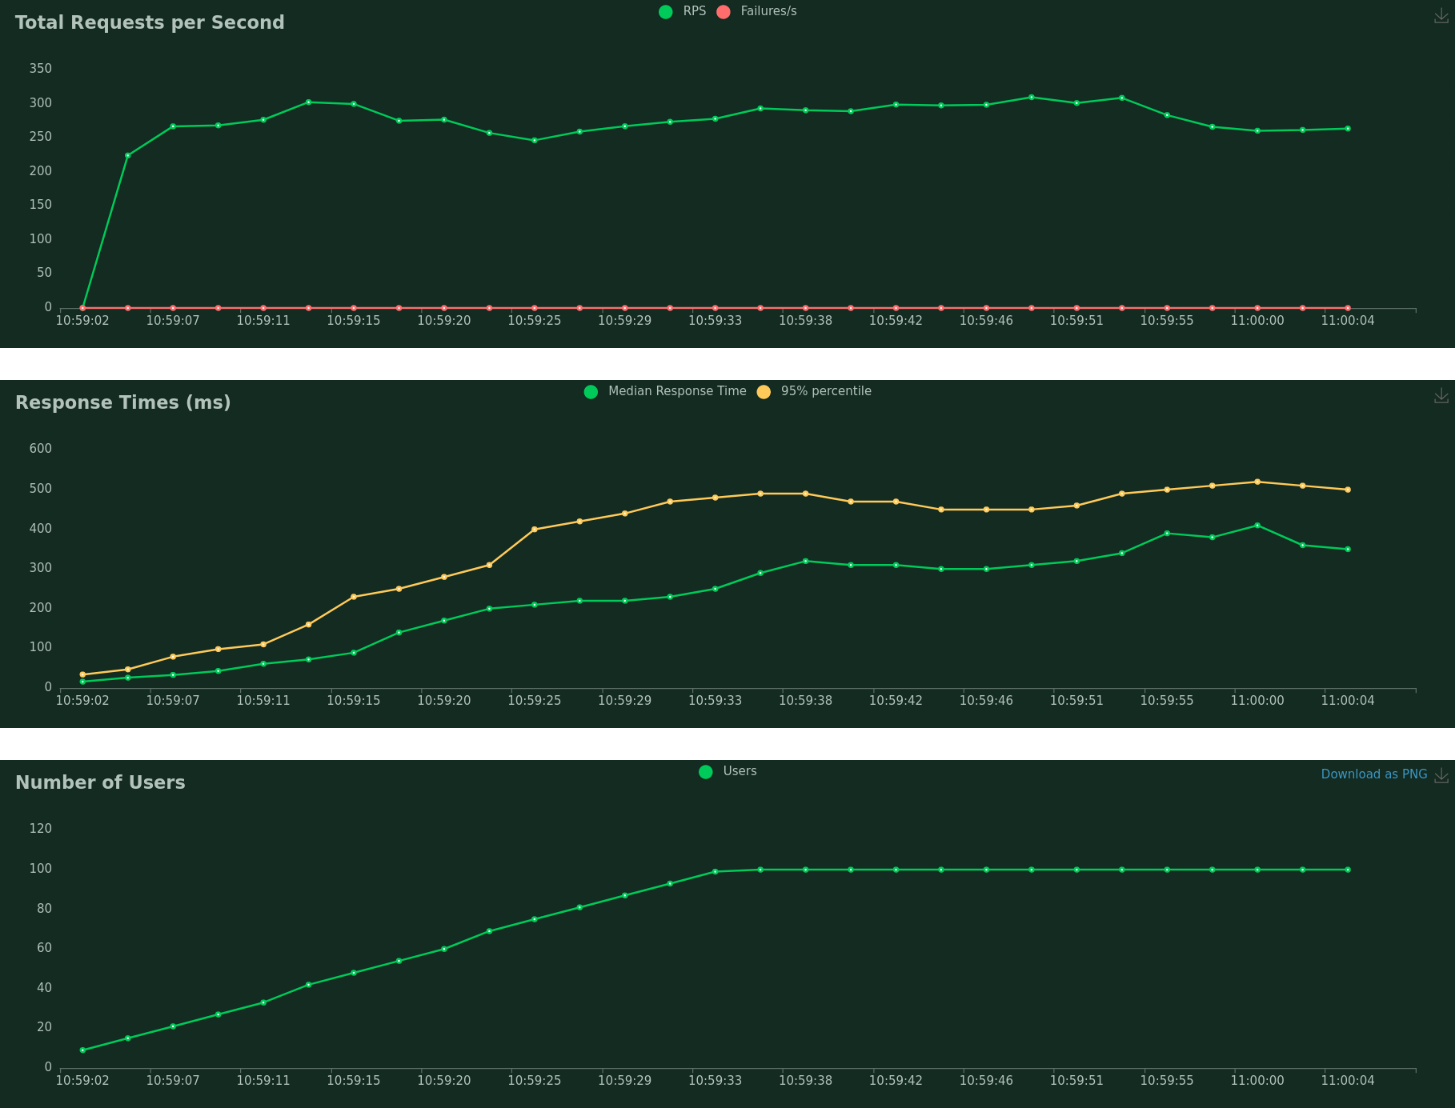 Total Requests per Second
RPS Failures/s
350
300
250
200
150
100
50
0
10:59:02 10:59:07 10:59:11 10:59:15 10:59:20 10:59:25 10:59:29 10:59:33 10:59:38 10:59:42 10:59:46 10:59:51 10:59:55 11:00:00 11:00:04
Response Times (ms)
Median Response Time 95% percentile
600
500
400
300
200
100
0
10:59:02 10:59:07 10:59:11 10:59:15 10:59:20 10:59:25 10:59:29 10:59:33 10:59:38 10:59:42 10:59:46 10:59:51 10:59:55 11:00:00 11:00:04
Number of Users
Users
Download as PNG
120
100
80
60
40
20
0
10:59:02 10:59:07 10:59:11 10:59:15 10:59:20 10:59:25 10:59:29 10:59:33 10:59:38 10:59:42 10:59:46 10:59:51 10:59:55 11:00:00 11:00:04